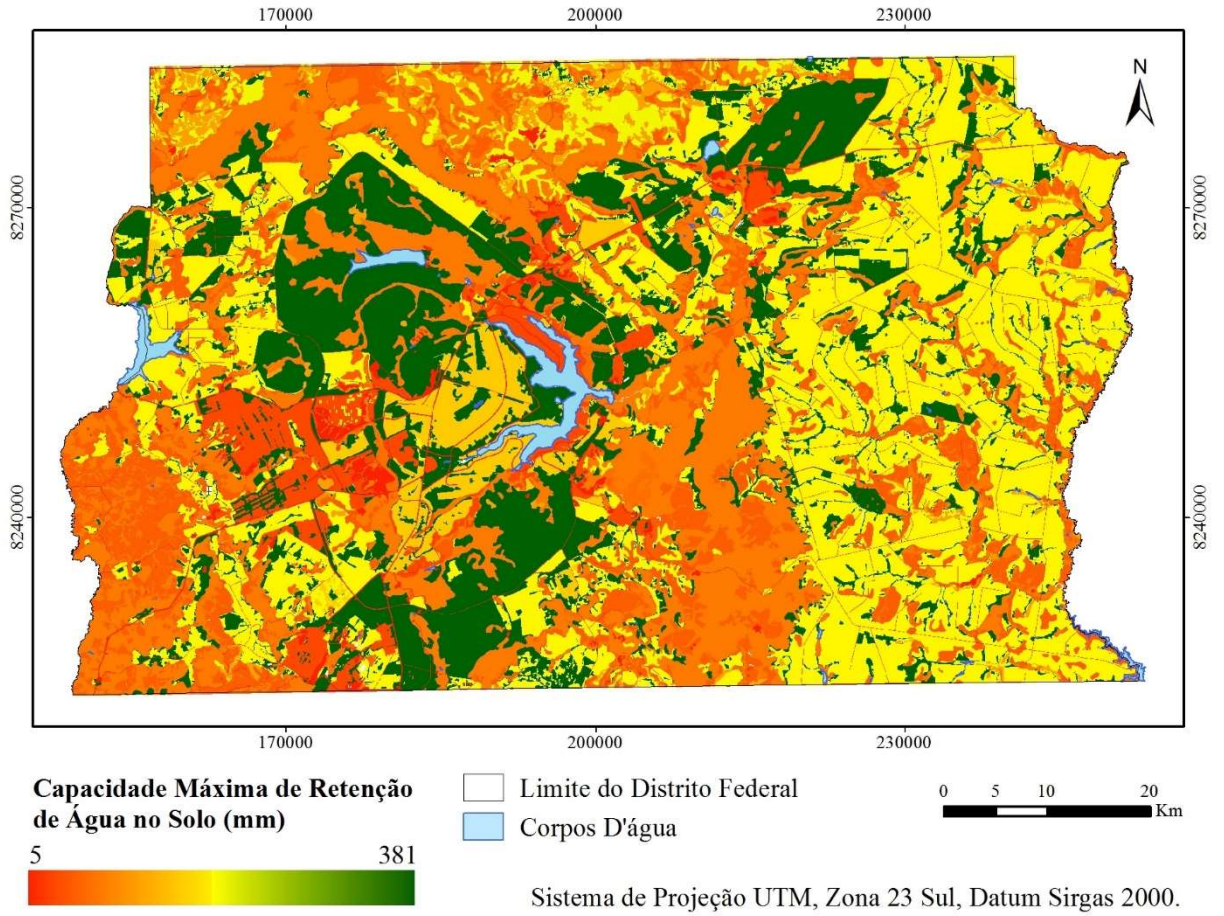 170000 200000 230000
N
8270000 8270000
8240000 8240000
170000 200000 230000
Capacidade Máxima de Retenção
de Água no Solo (mm)
5 381
Limite do Distrito Federal
Corpos D'água
0 5 10 20
Km
Sistema de Projeção UTM, Zona 23 Sul, Datum Sirgas 2000.